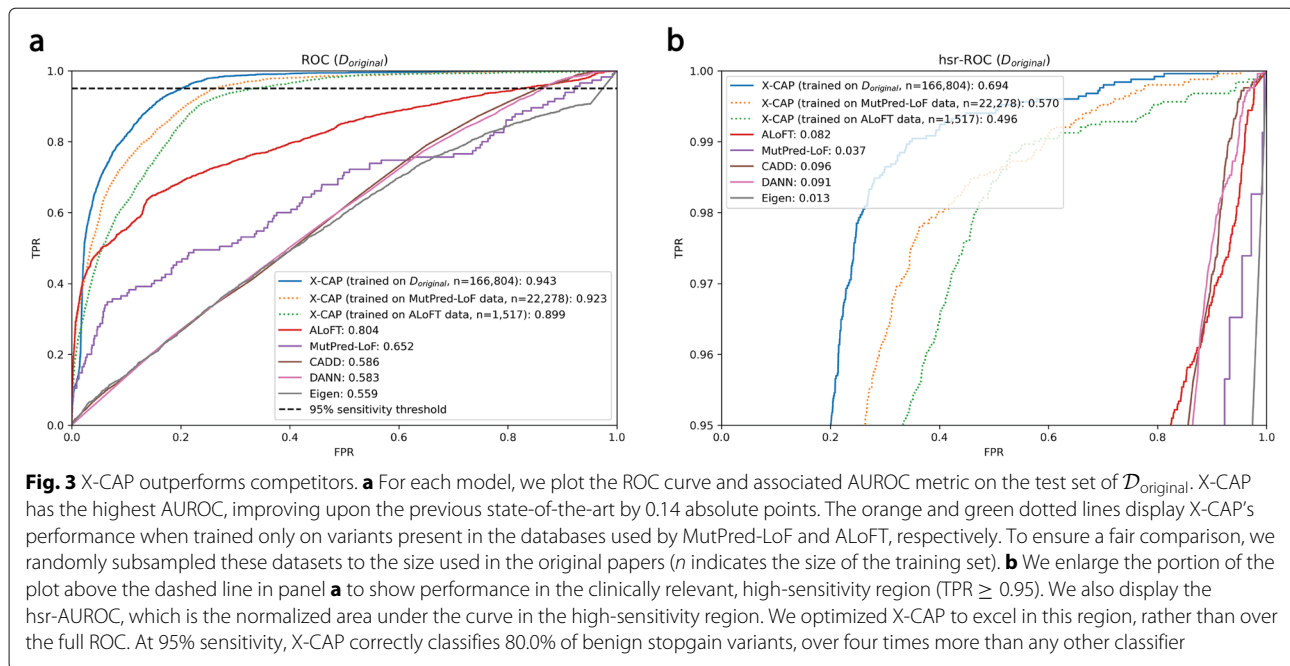 a
ROC (D_original)
1.0
0.8
0.6
0.4
0.2
0.0
TPR
X-CAP (trained on D_original, n=166,804): 0.943
X-CAP (trained on MutPred-LoF data, n=22,278): 0.923
X-CAP (trained on ALoFT data, n=1,517): 0.899
ALoFT: 0.804
MutPred-LoF: 0.652
CADD: 0.586
DANN: 0.583
Eigen: 0.559
95% sensitivity threshold
0.0 0.2 0.4 0.6 0.8 1.0
FPR
b
hsr-ROC (D_original)
1.00
0.99
0.98
0.97
0.96
0.95
TPR
X-CAP (trained on D_original, n=166,804): 0.694
X-CAP (trained on MutPred-LoF data, n=22,278): 0.570
X-CAP (trained on ALoFT data, n=1,517): 0.496
ALoFT: 0.082
MutPred-LoF: 0.037
CADD: 0.096
DANN: 0.091
Eigen: 0.013
0.0 0.2 0.4 0.6 0.8 1.0
FPR
Fig. 3 X-CAP outperforms competitors. a For each model, we plot the ROC curve and associated AUROC metric on the test set of D_original. X-CAP
has the highest AUROC, improving upon the previous state-of-the-art by 0.14 absolute points. The orange and green dotted lines display X-CAP's
performance when trained only on variants present in the databases used by MutPred-LoF and ALoFT, respectively. To ensure a fair comparison, we
randomly subsampled these datasets to the size used in the original papers (n indicates the size of the training set). b We enlarge the portion of the
plot above the dashed line in panel a to show performance in the clinically relevant, high-sensitivity region (TPR ≥ 0.95). We also display the
hsr-AUROC, which is the normalized area under the curve in the high-sensitivity region. We optimized X-CAP to excel in this region, rather than over
the full ROC. At 95% sensitivity, X-CAP correctly classifies 80.0% of benign stopgain variants, over four times more than any other classifier